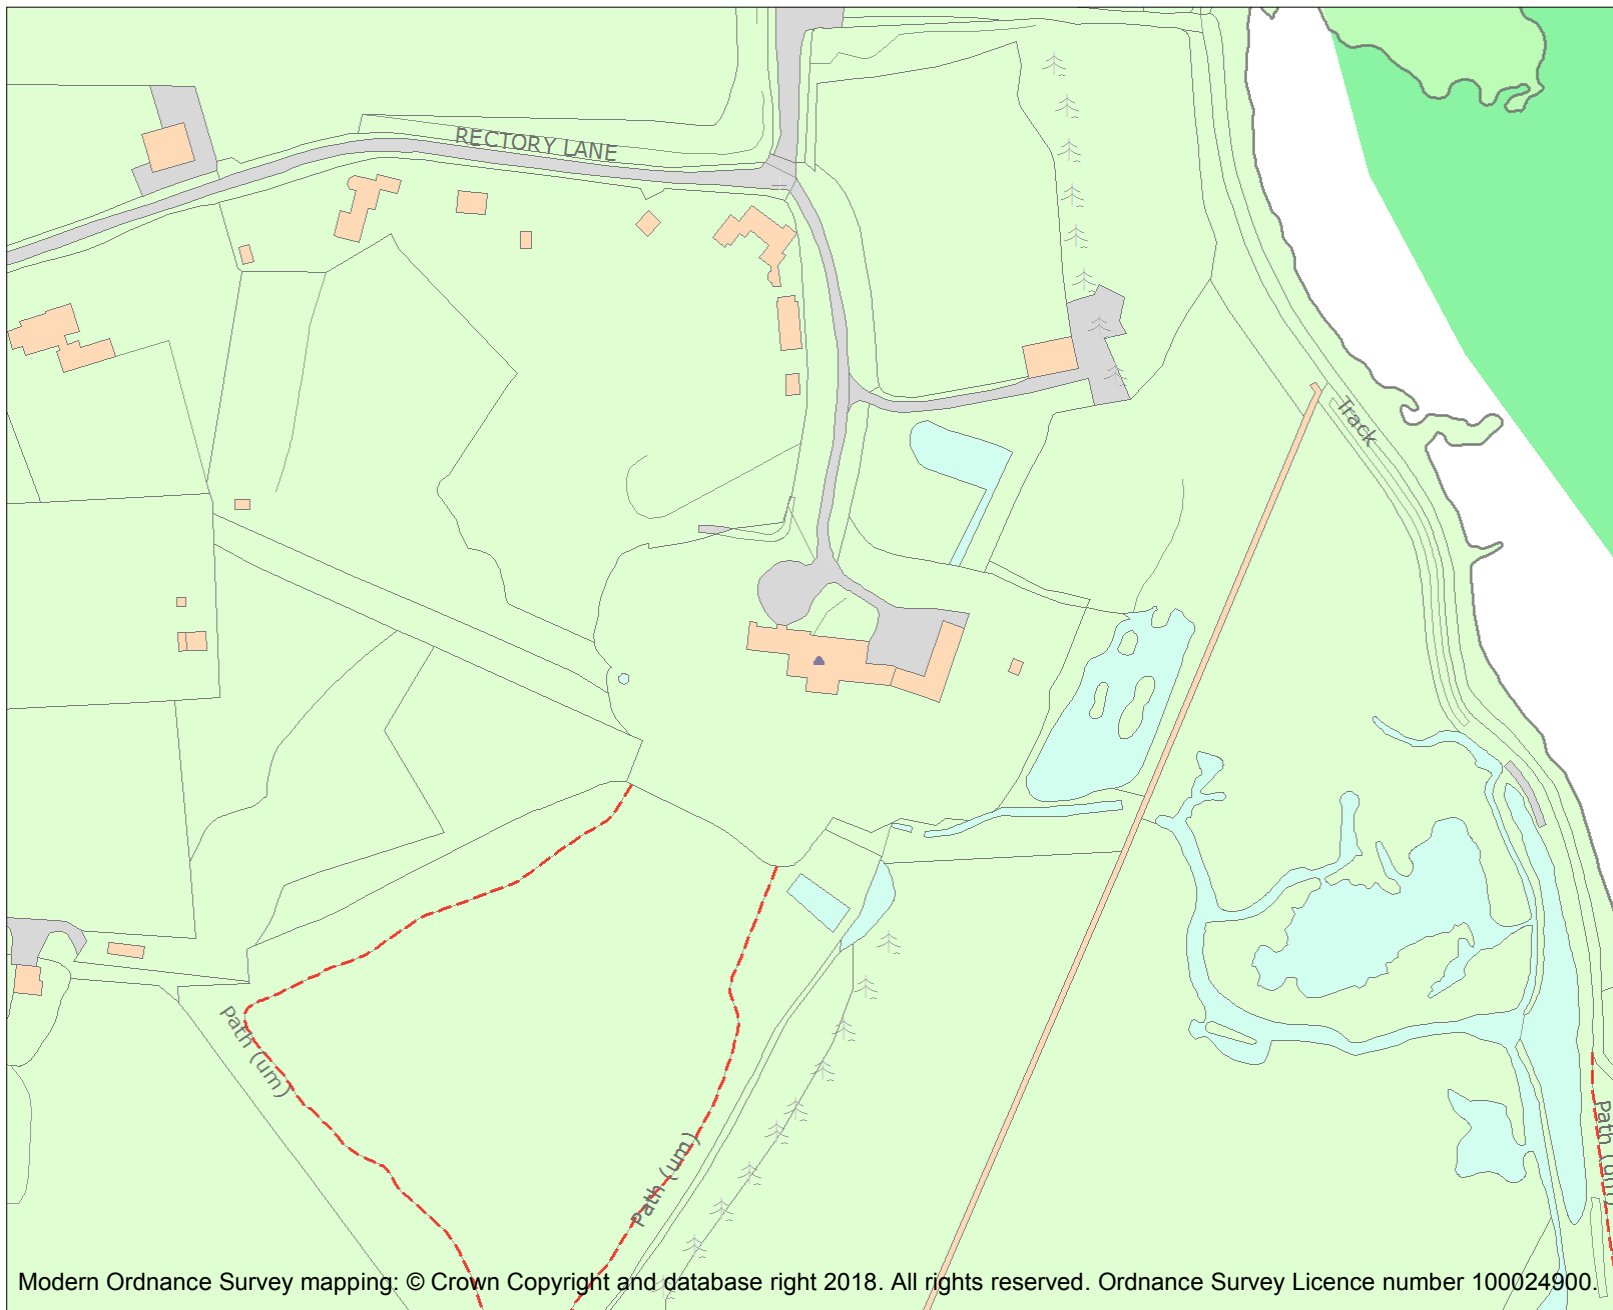 RECTORY LANE
Track
Path (um)
Path (um)
Path (um)
Modern Ordnance Survey mapping: © Crown Copyright and database right 2018. All rights reserved. Ordnance Survey Licence number 100024900.